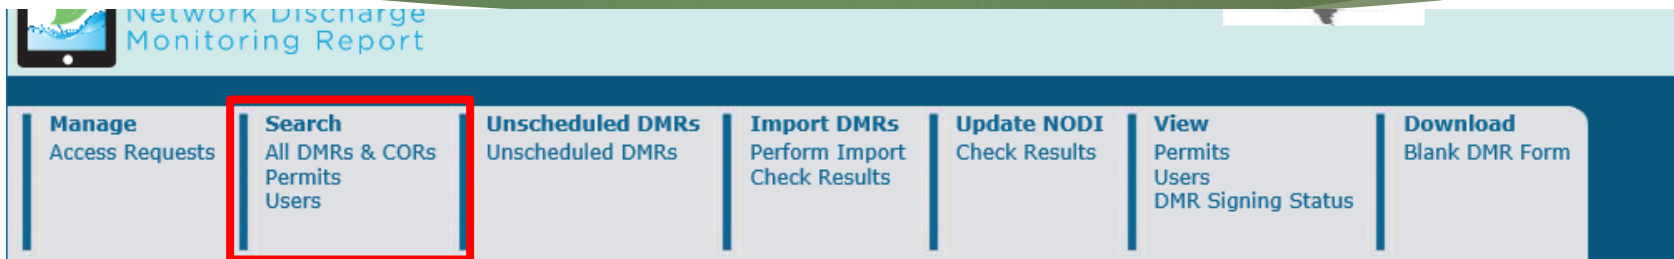 Network Discharge
Monitoring Report
Manage
Access Requests
Search
All DMRs & CORs
Permits
Users
Unscheduled DMRs
Unscheduled DMRs
Import DMRs
Perform Import
Check Results
Update NODI
Check Results
View
Permits
Users
DMR Signing Status
Download
Blank DMR Form